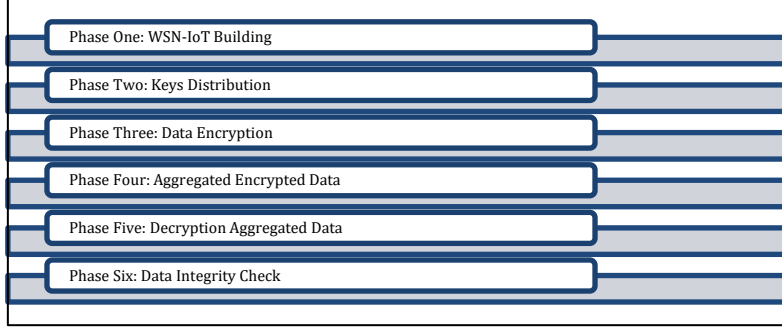 Phase One: WSN-IoT Building
Phase Two: Keys Distribution
Phase Three: Data Encryption
Phase Four: Aggregated Encrypted Data
Phase Five: Decryption Aggregated Data
Phase Six: Data Integrity Check